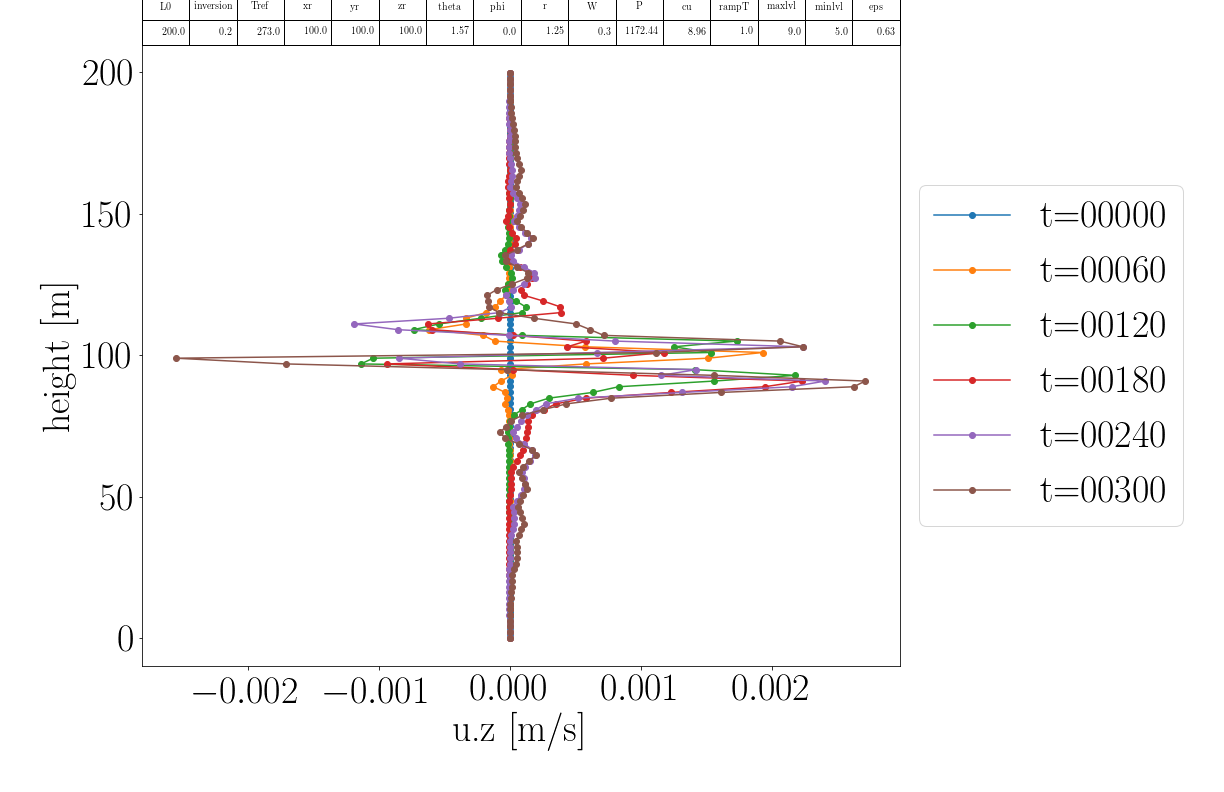 L0 inversion Tref xr yr zr theta phi r W P cu rampT maxlvl minlvl eps
200.0 0.2 273.0 100.0 100.0 100.0 1.57 0.0 1.25 0.3 1172.44 8.96 1.0 9.0 5.0 0.63
200
150
100
50
0
height [m]
−0.002 −0.001 0.000 0.001 0.002
u.z [m/s]
t=00000
t=00060
t=00120
t=00180
t=00240
t=00300